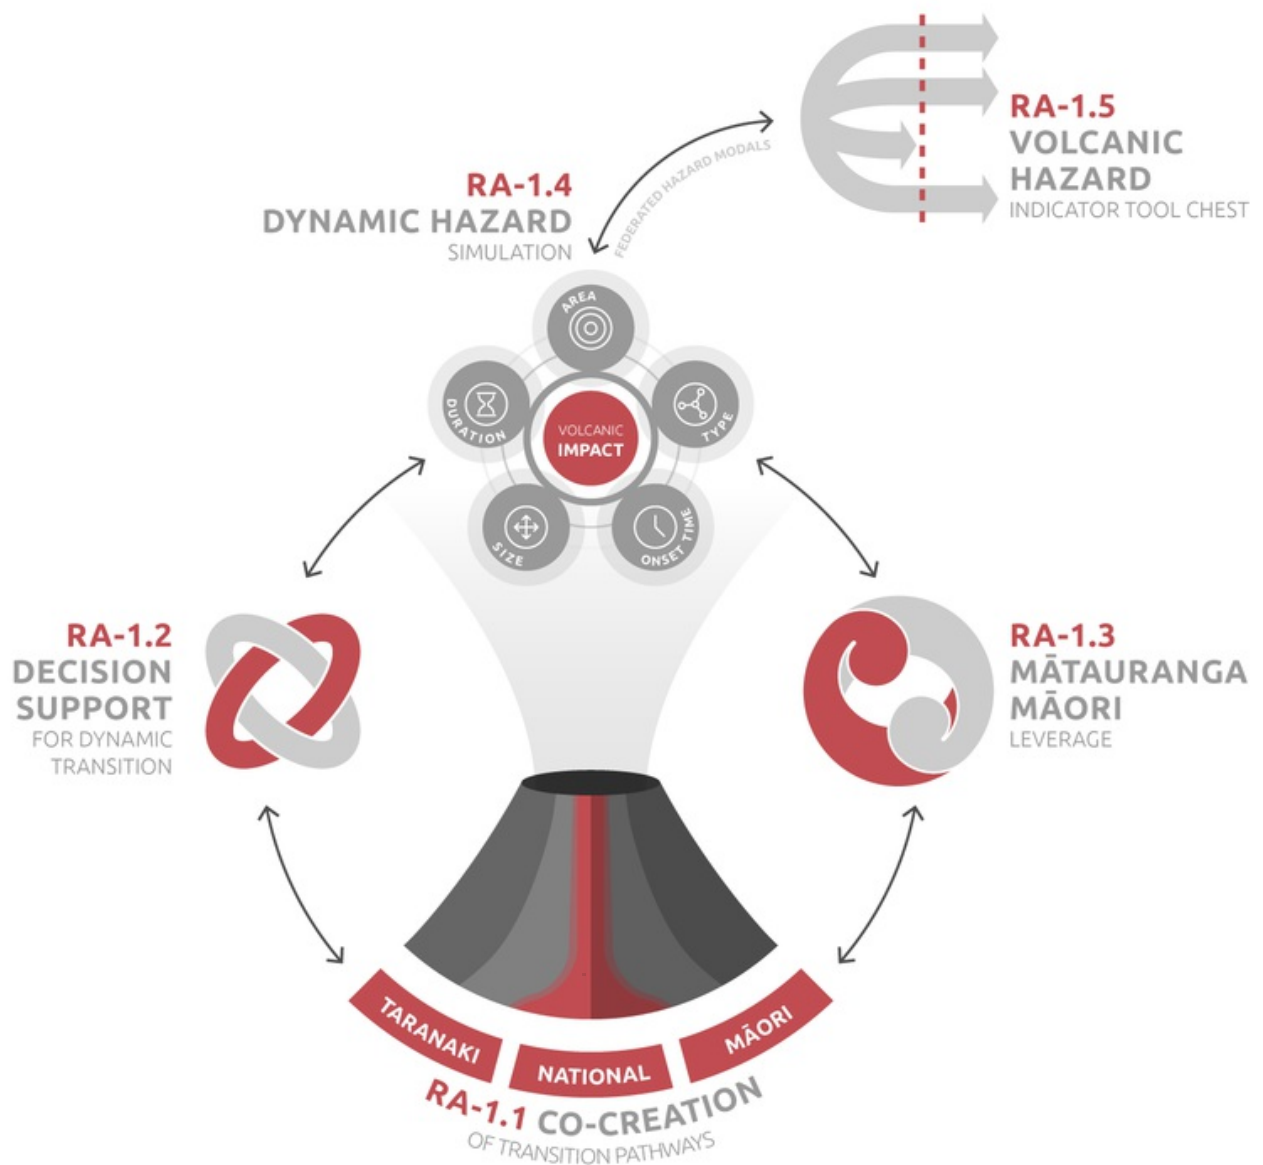 RA-1.5
VOLCANIC
HAZARD
INDICATOR TOOL CHEST
FEDERATED HAZARD MODALS
RA-1.4
DYNAMIC HAZARD
SIMULATION
AREA
DURATION
TYPE
VOLCANIC
IMPACT
SIZE
ONSET TIME
RA-1.2
DECISION
SUPPORT
FOR DYNAMIC
TRANSITION
RA-1.3
MĀTAURANGA
MĀORI
LEVERAGE
TARANAKI
NATIONAL
MĀORI
RA-1.1 CO-CREATION
OF TRANSITION PATHWAYS